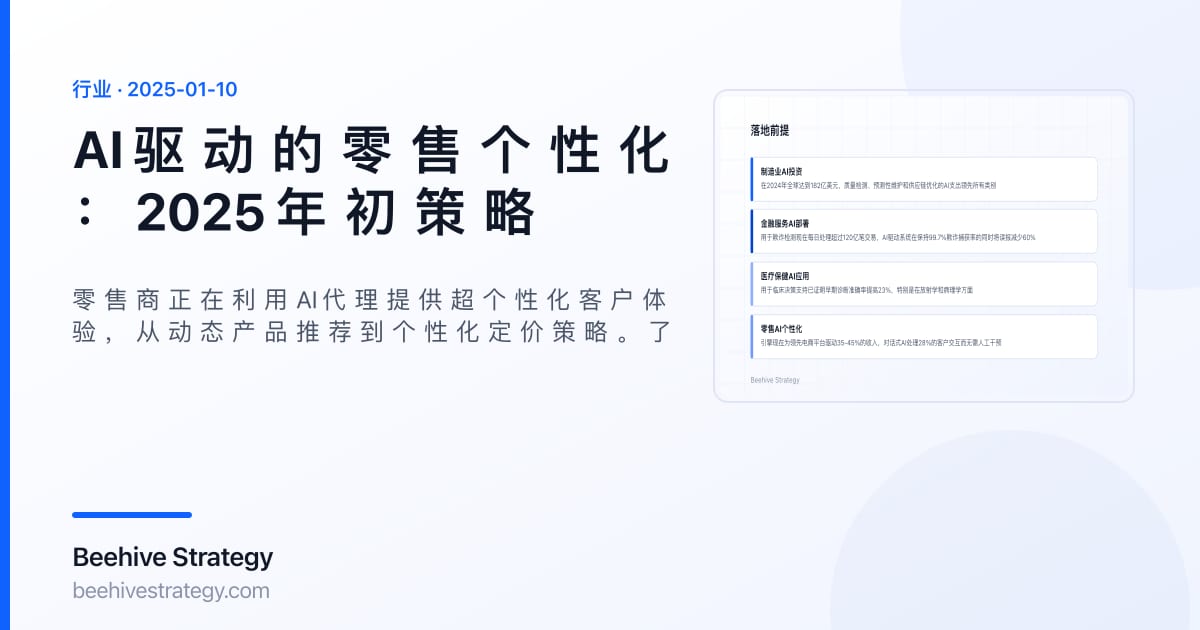 行业 · 2025-01-10
AI驱动的零售个性化
：2025年初策略
零售商正在利用AI代理提供超个性化客户体
验，从动态产品推荐到个性化定价策略。了
Beehive Strategy
beehivestrategy.com
落地前提
制造业AI投资
在2024年全球达到182亿美元，质量检测、预测性维护和供应链优化的AI支出领先所有类别
金融服务AI部署
用于欺诈检测现在每日处理超过120亿笔交易，AI驱动系统在保持99.7%欺诈捕获率的同时将误报减少60%
医疗保健AI应用
用于临床决策支持已证明早期诊断准确率提高23%，特别是在放射学和病理学方面
零售AI个性化
引擎现在为领先电商平台驱动35-45%的收入，对话式AI处理28%的客户交互而无需人工干预
Beehive Strategy